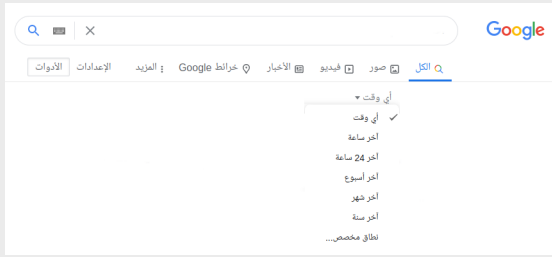 Google
الكل صور فيديو الأخبار خرائط Google المزيد الإعدادات الأدوات
أي وقت
أي وقت
آخر ساعة
آخر 24 ساعة
آخر أسبوع
آخر شهر
آخر سنة
نطاق مخصص...